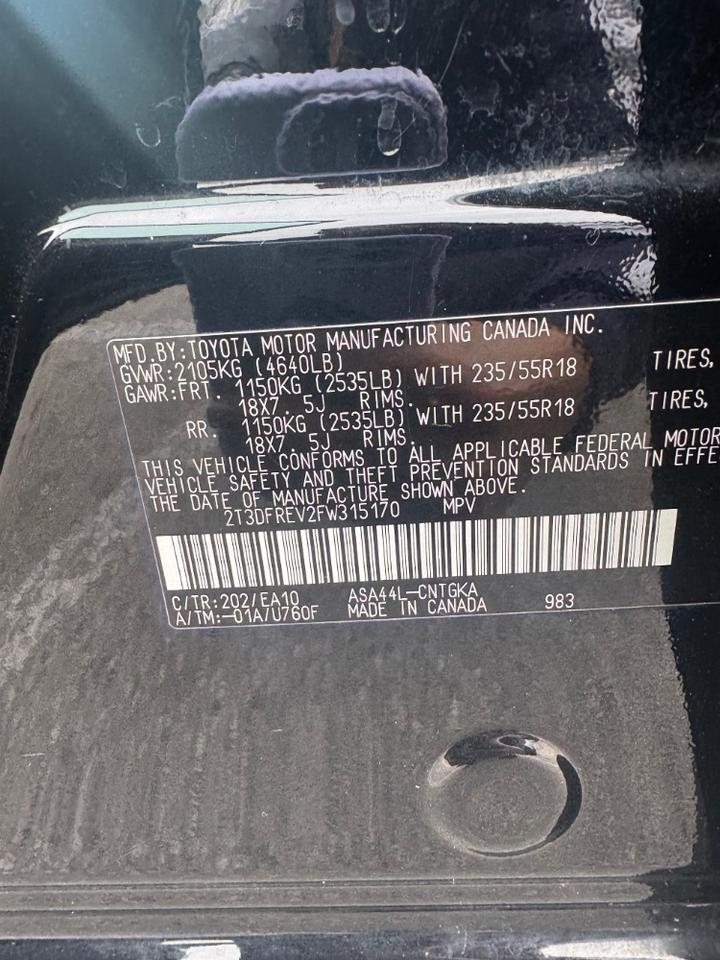 MFD.BY:TOYOTA MOTOR MANUFACTURING CANADA INC.
GVWR:2105KG (4640LB)
GAWR:FRT. 1150KG (2535LB) WITH 235/55R18 TIRES,
18X7.5J RIMS.
RR. 1150KG (2535LB) WITH 235/55R18 TIRES,
18X7.5J RIMS.
THIS VEHICLE CONFORMS TO ALL APPLICABLE FEDERAL MOTOR
VEHICLE SAFETY AND THEFT PREVENTION STANDARDS IN EFFE
THE DATE OF MANUFACTURE SHOWN ABOVE.
2T3DFREV2FW315170 MPV
C/TR:202/EA10 ASA44L-CNTGKA
A/TM:-01A/U760F MADE IN CANADA 983